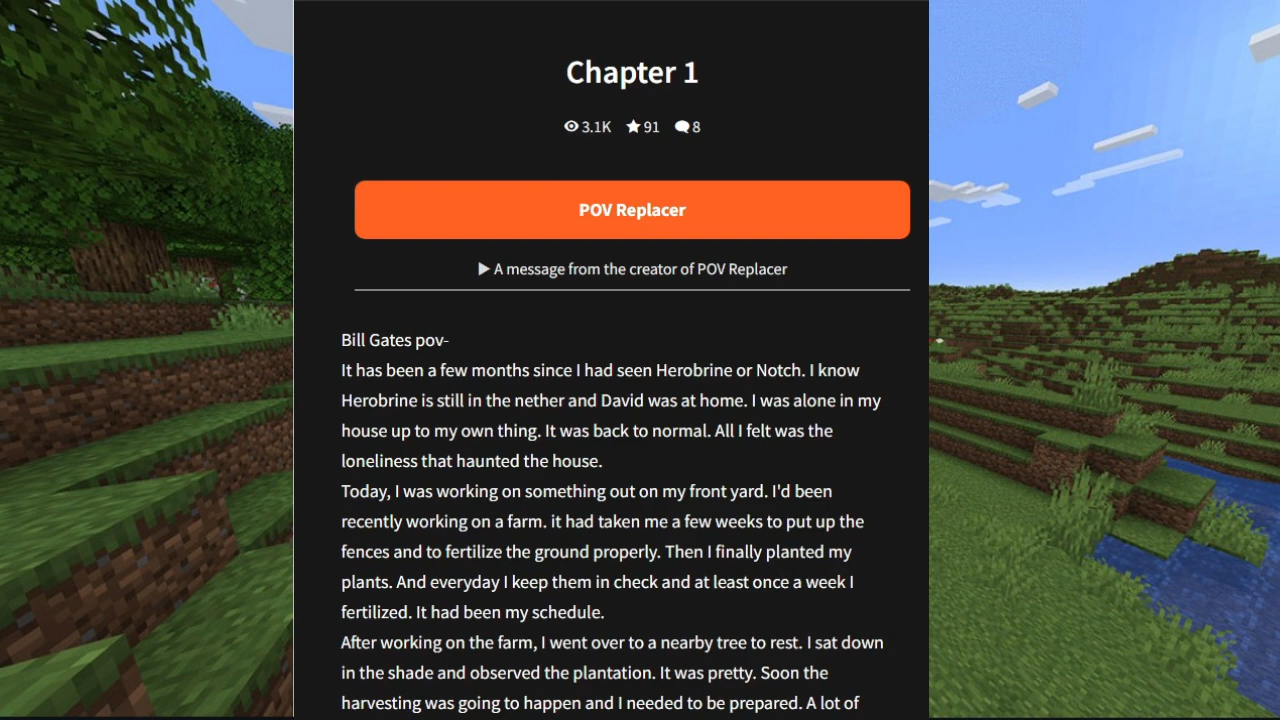 Chapter 1
3.1K 91 8
POV Replacer
▶ A message from the creator of POV Replacer
Bill Gates pov-
It has been a few months since I had seen Herobrine or Notch. I know
Herobrine is still in the nether and David was at home. I was alone in my
house up to my own thing. It was back to normal. All I felt was the
loneliness that haunted the house.
Today, I was working on something out on my front yard. I'd been
recently working on a farm. it had taken me a few weeks to put up the
fences and to fertilize the ground properly. Then I finally planted my
plants. And everyday I keep them in check and at least once a week I
fertilized. It had been my schedule.
After working on the farm, I went over to a nearby tree to rest. I sat down
in the shade and observed the plantation. It was pretty. Soon the
harvesting was going to happen and I needed to be prepared. A lot of